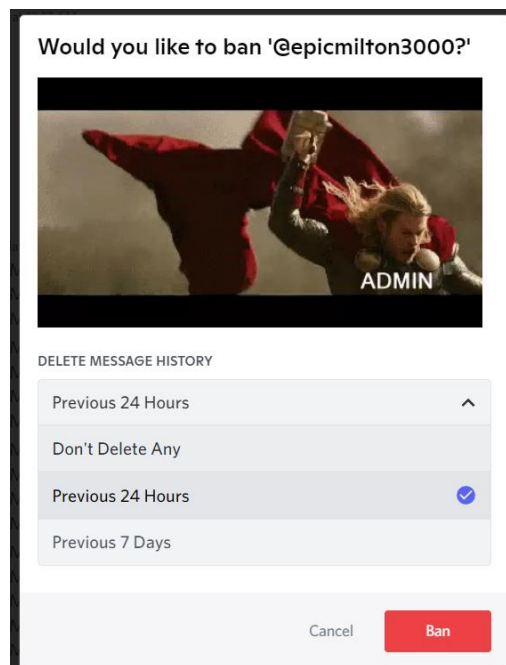 Would you like to ban '@epicmilton3000?'
ADMIN
DELETE MESSAGE HISTORY
Previous 24 Hours
Don't Delete Any
Previous 24 Hours
Previous 7 Days
Cancel
Ban